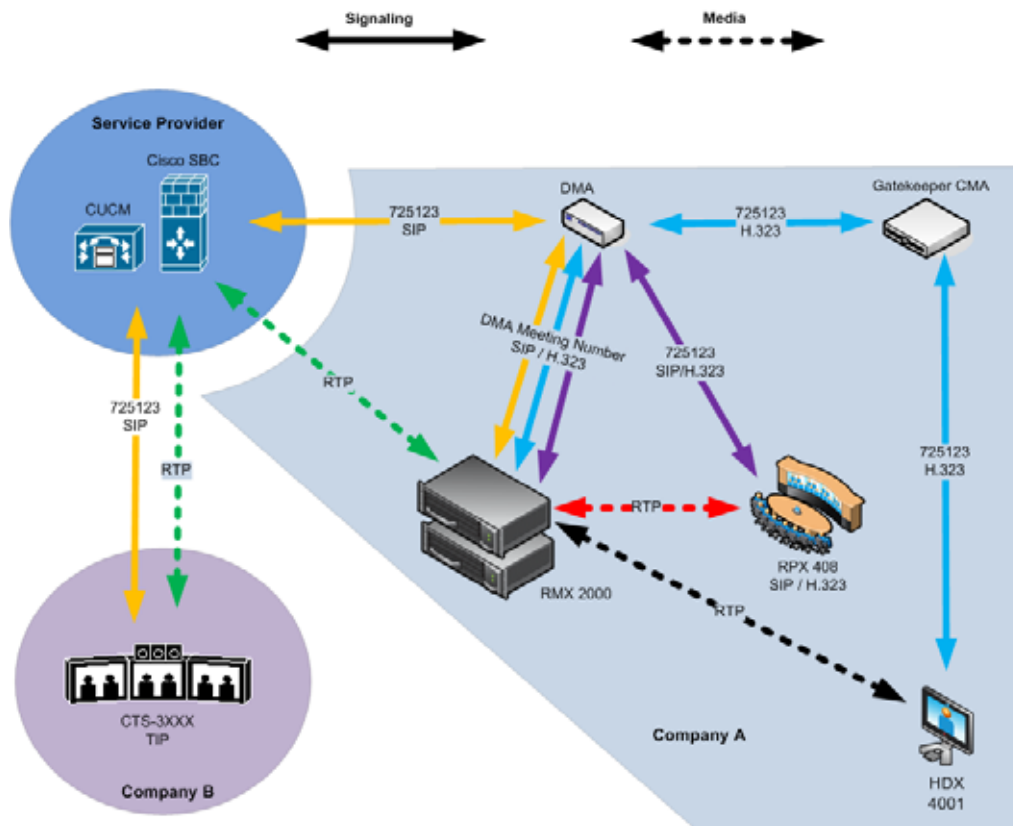 Signaling
Media
Service Provider
Cisco SBC
CUCM
725123
SIP
DMA
725123
H.323
Gatekeeper CMA
DMA Meeting Number
SIP / H.323
725123
SIP/H.323
RTP
725123
SIP
RTP
725123
H.323
RTP
RMX 2000
RPX 408
SIP / H.323
RTP
CTS-3XXX
TIP
Company B
Company A
HDX
4001